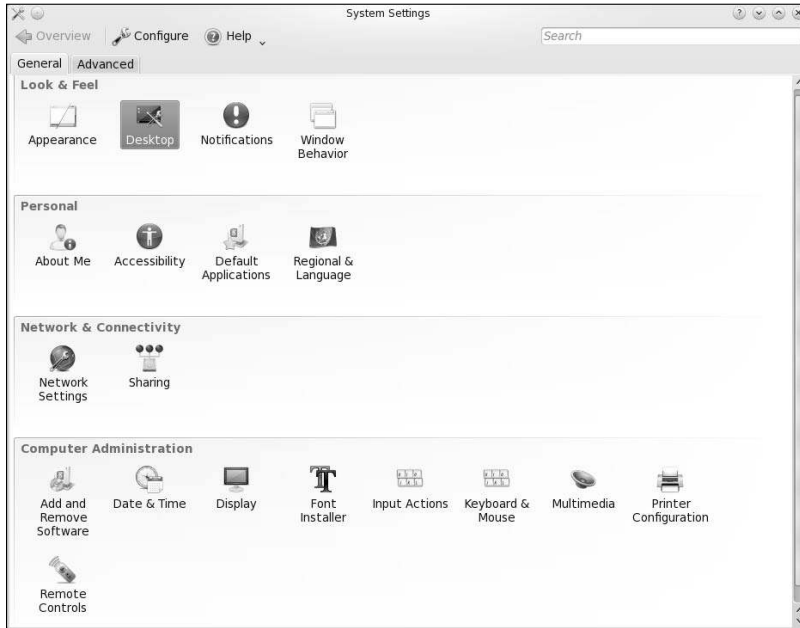 System Settings
Overview Configure Help Search
General Advanced
Look & Feel
Appearance Desktop Notifications Window
Behavior
Personal
About Me Accessibility Default Regional &
Applications Language
Network & Connectivity
Network Sharing
Settings
Computer Administration
Add and Date & Time Display Font Input Actions Keyboard & Multimedia Printer
Remove Installer Mouse Configuration
Software
Remote
Controls